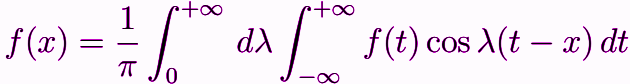 f(x) = \frac{1}{\pi} \int_{0}^{+\infty} d\lambda \int_{-\infty}^{+\infty} f(t) \cos \lambda(t - x) \, dt